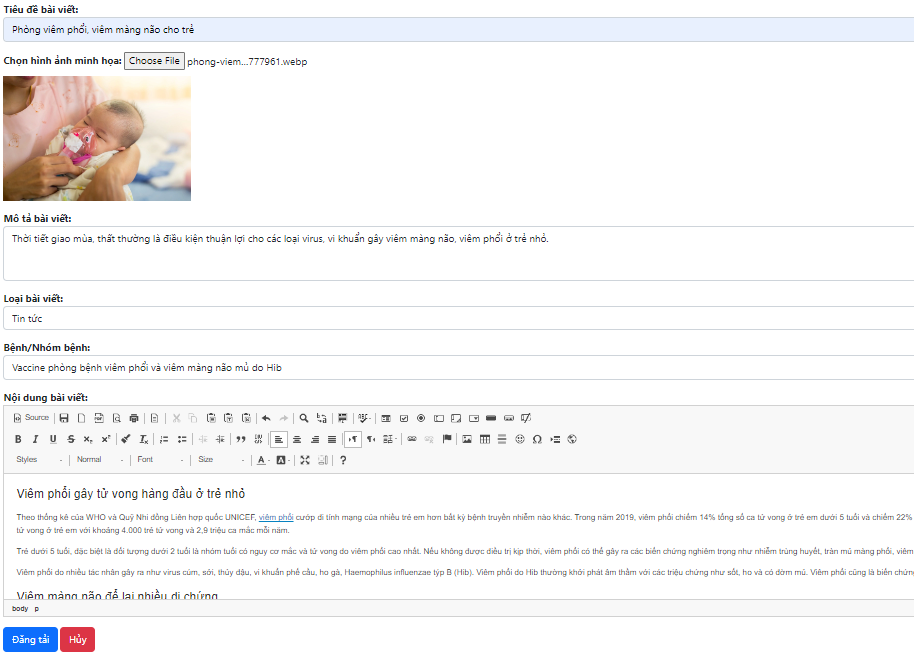 Tiêu đề bài viết:
Phòng viêm phổi, viêm màng não cho trẻ
Chọn hình ảnh minh họa: Choose File phong-viem...777961.webp
Mô tả bài viết:
Thời tiết giao mùa, thất thường là điều kiện thuận lợi cho các loại virus, vi khuẩn gây viêm màng não, viêm phổi ở trẻ nhỏ.
Loại bài viết:
Tin tức
Bệnh/Nhóm bệnh:
Vaccine phòng bệnh viêm phổi và viêm màng não mủ do Hib
Nội dung bài viết:
Source
Styles Normal Font Size
Viêm phổi gây tử vong hàng đầu ở trẻ nhỏ
Theo thống kê của WHO và Quỹ Nhi đồng Liên hợp quốc UNICEF, viêm phổi cướp đi tính mạng của nhiều trẻ em hơn bất kỳ bệnh truyền nhiễm nào khác. Trong năm 2019, viêm phổi chiếm 14% tổng số ca tử vong ở trẻ em dưới 5 tuổi và chiếm 22%
tử vong ở trẻ em với khoảng 4.000 trẻ tử vong và 2,9 triệu ca mắc mỗi năm.
Trẻ dưới 5 tuổi, đặc biệt là đối tượng dưới 2 tuổi là nhóm tuổi có nguy cơ mắc và tử vong do viêm phổi cao nhất. Nếu không được điều trị kịp thời, viêm phổi có thể gây ra các biến chứng nghiêm trọng như nhiễm trùng huyết, tràn mủ màng phổi, viêm
Viêm phổi do nhiều tác nhân gây ra như virus cúm, sởi, thủy đậu, vi khuẩn phế cầu, ho gà, Haemophilus influenzae týp B (Hib). Viêm phổi do Hib thường khởi phát âm thầm với các triệu chứng như sốt, ho và có đờm mủ. Viêm phổi cũng là biến chứng
Viêm màng não để lại nhiều di chứng
body p
Đăng tải Hủy